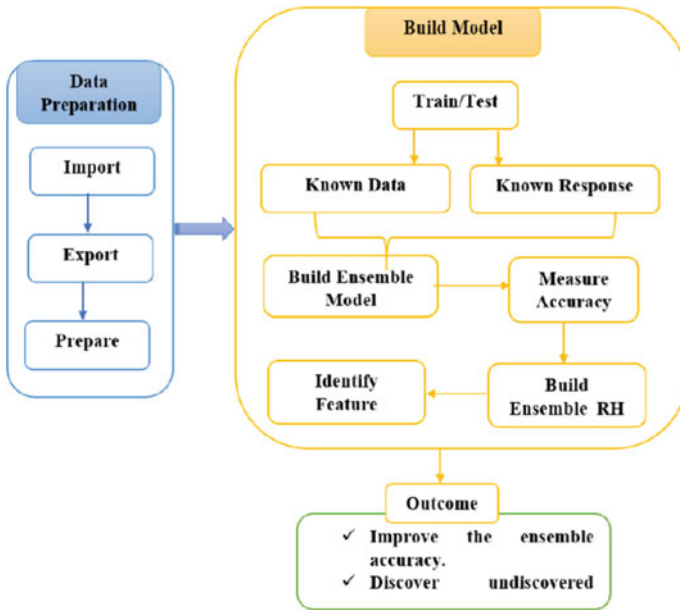 Data
Preparation
Import
Export
Prepare
Build Model
Train/Test
Known Data
Known Response
Build Ensemble
Model
Measure
Accuracy
Identify
Feature
Build
Ensemble RH
Outcome
✓ Improve the ensemble
accuracy.
✓ Discover undiscovered